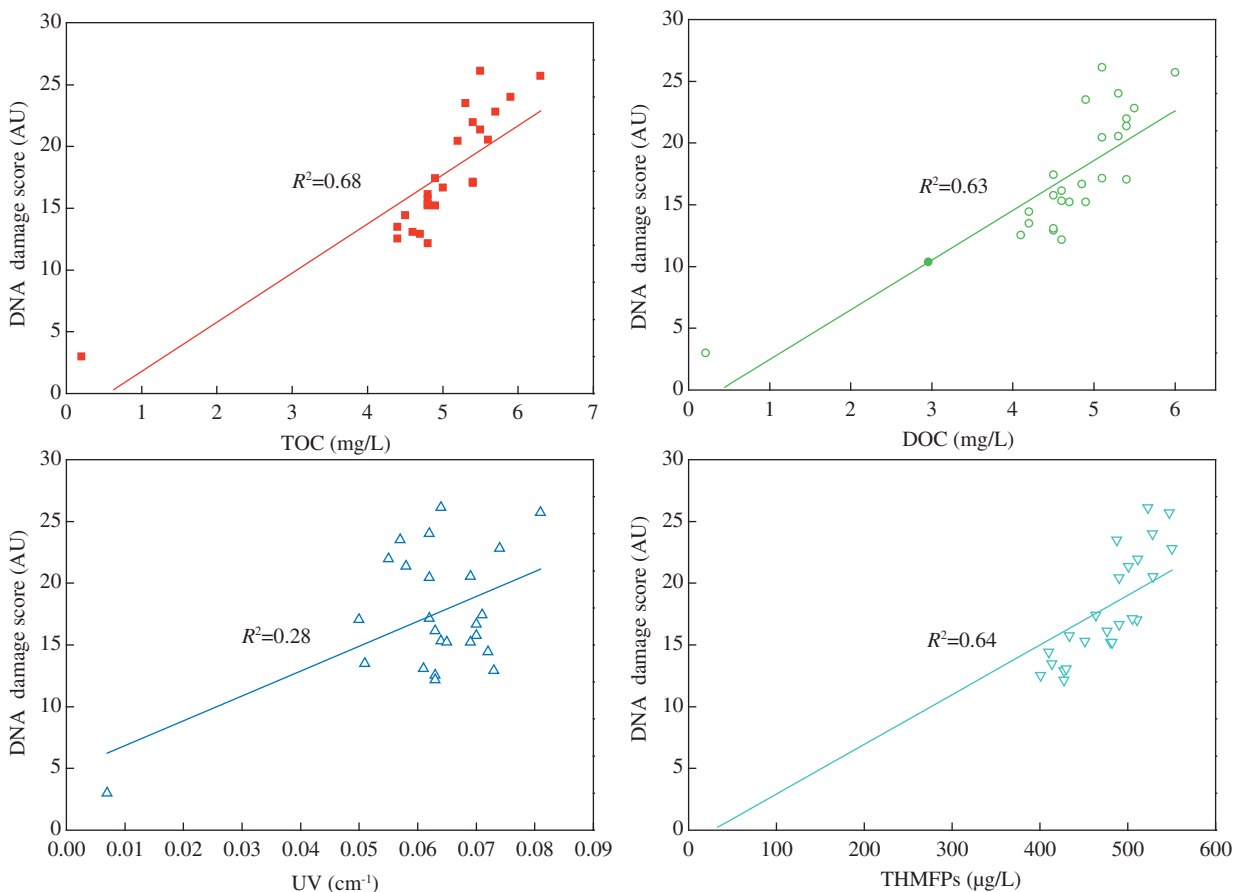 30
25
20
15
10
5
0
DNA damage score (AU)
R²=0.68
0 1 2 3 4 5 6 7
TOC (mg/L)
30
25
20
15
10
5
0
DNA damage score (AU)
R²=0.63
0 1 2 3 4 5 6
DOC (mg/L)
30
25
20
15
10
5
0
DNA damage score (AU)
R²=0.28
0.00 0.01 0.02 0.03 0.04 0.05 0.06 0.07 0.08 0.09
UV (cm⁻¹)
30
25
20
15
10
5
0
DNA damage score (AU)
R²=0.64
0 100 200 300 400 500 600
THMFPs (μg/L)